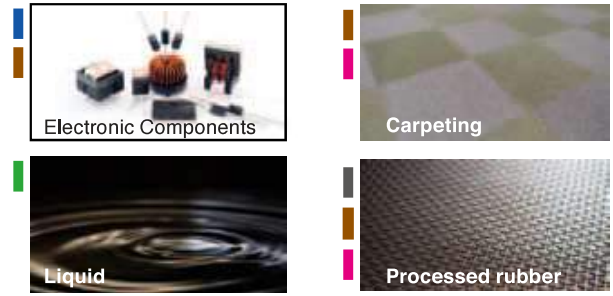 Electronic Components
Carpeting
Liquid
Processed rubber